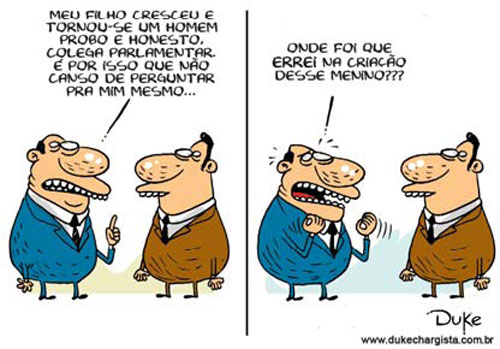 MEU FILHO CRESCEU E
TORNOU-SE UM HOMEM
PROBO E HONESTO,
COLEGA PARLAMENTAR.
É POR ISSO QUE NÃO
CANSO DE PERGUNTAR
PRA MIM MESMO...
ONDE FOI QUE
ERREI NA CRIAÇÃO
DESSE MENINO???
DUKE
www.dukechargista.com.br